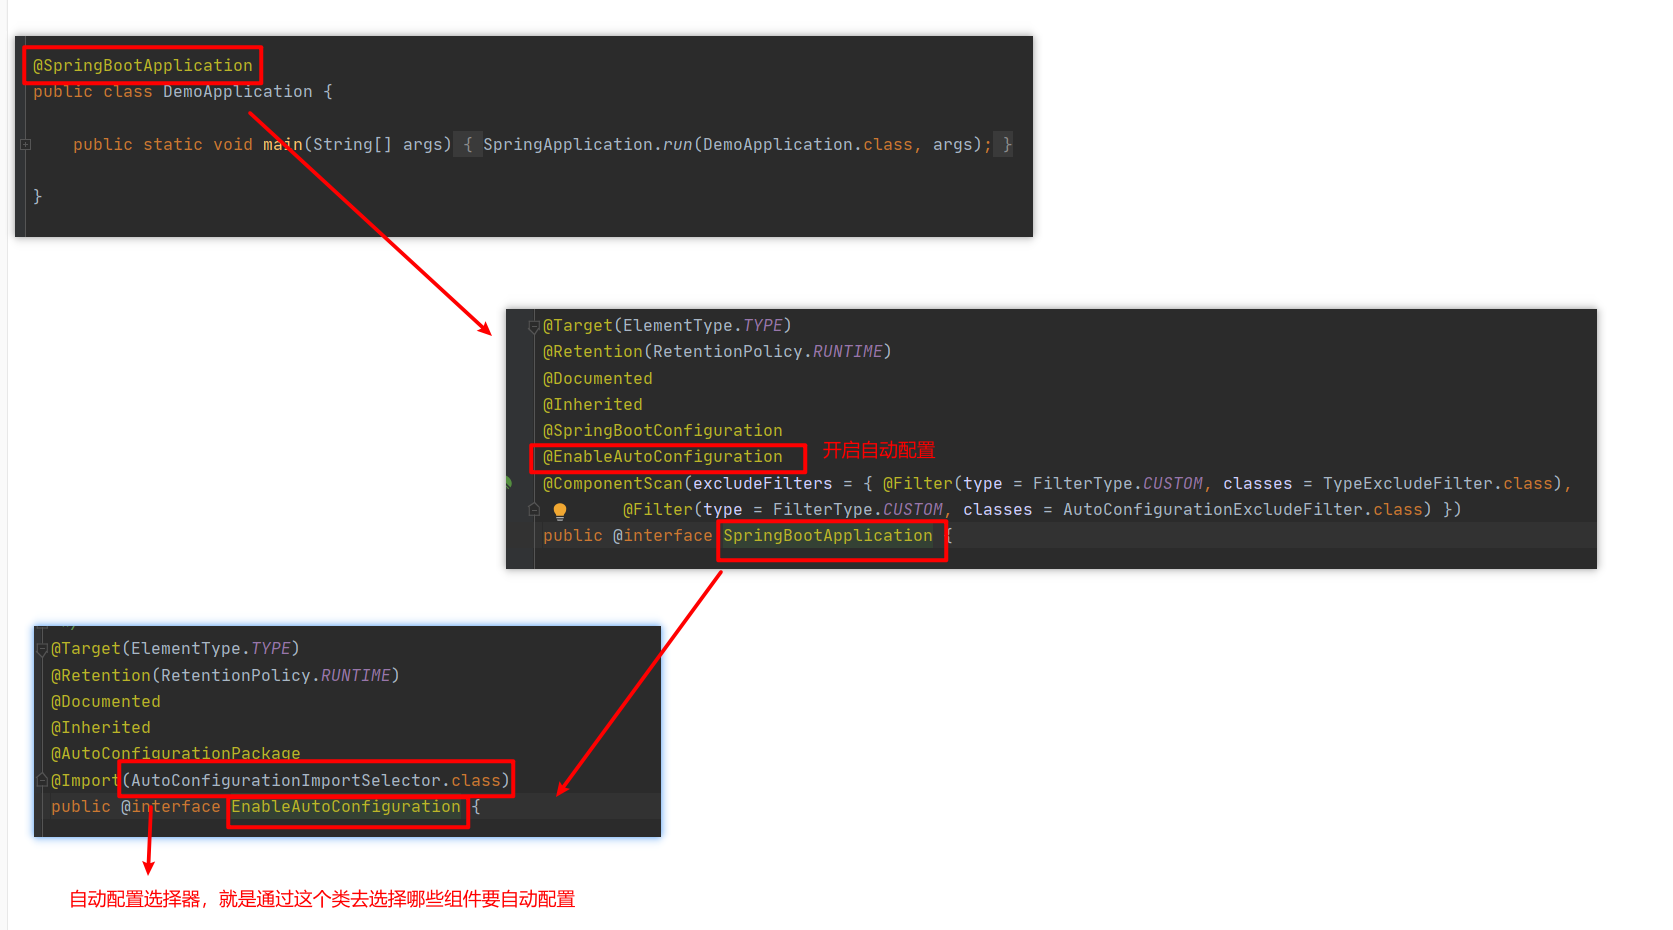 @SpringBootApplication
public class DemoApplication {
public static void main(String[] args) { SpringApplication.run(DemoApplication.class, args); }
}
@Target(ElementType.TYPE)
@Retention(RetentionPolicy.RUNTIME)
@Documented
@Inherited
@SpringBootConfiguration
@EnableAutoConfiguration 开启自动配置
@ComponentScan(excludeFilters = { @Filter(type = FilterType.CUSTOM, classes = TypeExcludeFilter.class),
@Filter(type = FilterType.CUSTOM, classes = AutoConfigurationExcludeFilter.class) })
public @interface SpringBootApplication {
@Target(ElementType.TYPE)
@Retention(RetentionPolicy.RUNTIME)
@Documented
@Inherited
@AutoConfigurationPackage
@Import(AutoConfigurationImportSelector.class)
public @interface EnableAutoConfiguration {
自动配置选择器，就是通过这个类去选择哪些组件要自动配置